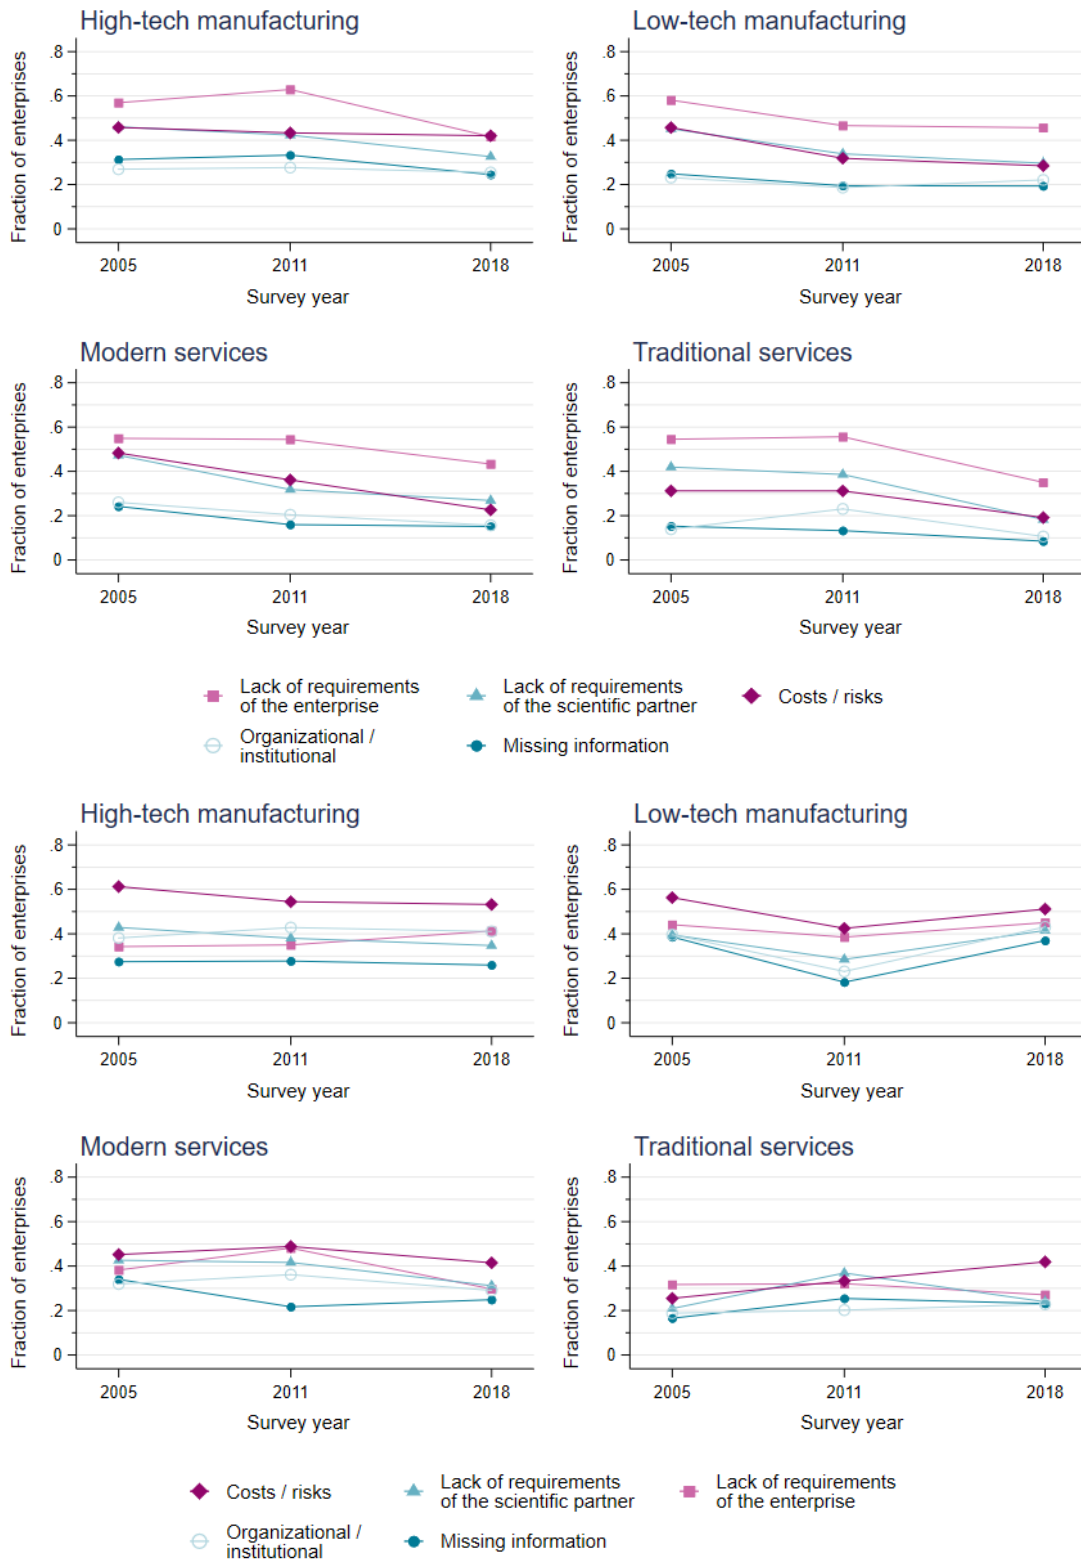 High-tech manufacturing
Fraction of enterprises
.8
.6
.4
.2
0
2005 2011 2018
Survey year
Low-tech manufacturing
Fraction of enterprises
.8
.6
.4
.2
0
2005 2011 2018
Survey year
Modern services
Fraction of enterprises
.8
.6
.4
.2
0
2005 2011 2018
Survey year
Traditional services
Fraction of enterprises
.8
.6
.4
.2
0
2005 2011 2018
Survey year
Lack of requirements
of the enterprise
Lack of requirements
of the scientific partner
Costs / risks
Organizational /
institutional
Missing information
High-tech manufacturing
Fraction of enterprises
.8
.6
.4
.2
0
2005 2011 2018
Survey year
Low-tech manufacturing
Fraction of enterprises
.8
.6
.4
.2
0
2005 2011 2018
Survey year
Modern services
Fraction of enterprises
.8
.6
.4
.2
0
2005 2011 2018
Survey year
Traditional services
Fraction of enterprises
.8
.6
.4
.2
0
2005 2011 2018
Survey year
Costs / risks
Lack of requirements
of the scientific partner
Lack of requirements
of the enterprise
Organizational /
institutional
Missing information